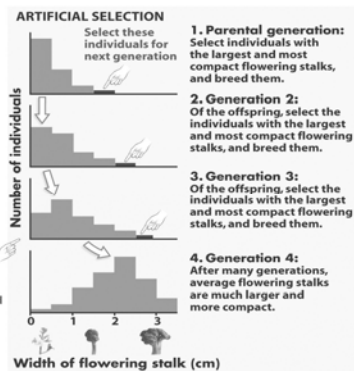 ARTIFICIAL SELECTION
Select these
individuals for
next generation
Number of individuals
0 1 2 3
Width of flowering stalk (cm)
1. Parental generation:
Select individuals with
the largest and most
compact flowering stalks,
and breed them.
2. Generation 2:
Of the offspring, select the
individuals with the largest
and most compact flowering
stalks, and breed them.
3. Generation 3:
Of the offspring, select the
individuals with the largest
and most compact flowering
stalks, and breed them.
4. Generation 4:
After many generations,
average flowering stalks
are much larger and
more compact.